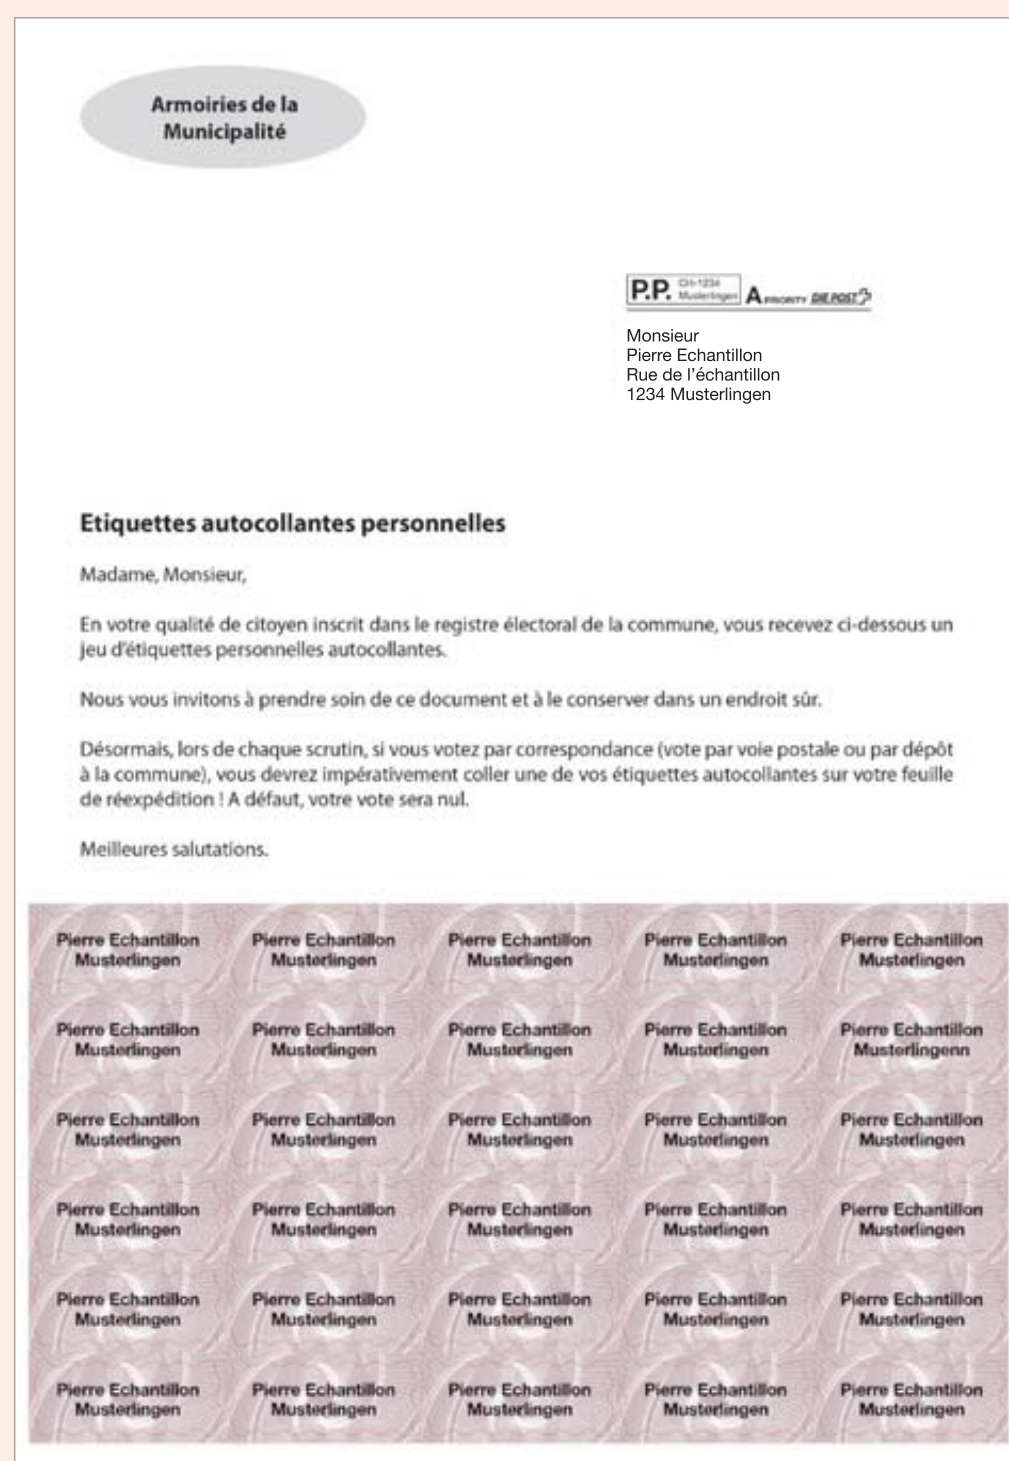 Armoiries de la
Municipalité
P.P. CH-1234
Musterlingen A PRIORITY DIE POST
Monsieur
Pierre Echantillon
Rue de l’échantillon
1234 Musterlingen
Etiquettes autocollantes personnelles
Madame, Monsieur,
En votre qualité de citoyen inscrit dans le registre électoral de la commune, vous recevez ci-dessous un
jeu d’étiquettes personnelles autocollantes.
Nous vous invitons à prendre soin de ce document et à le conserver dans un endroit sûr.
Désormais, lors de chaque scrutin, si vous votez par correspondance (vote par voie postale ou par dépôt
à la commune), vous devrez impérativement coller une de vos étiquettes autocollantes sur votre feuille
de réexpédition ! A défaut, votre vote sera nul.
Meilleures salutations.
Pierre Echantillon Pierre Echantillon Pierre Echantillon Pierre Echantillon Pierre Echantillon
Musterlingen Musterlingen Musterlingen Musterlingen Musterlingen
Pierre Echantillon Pierre Echantillon Pierre Echantillon Pierre Echantillon Pierre Echantillon
Musterlingen Musterlingen Musterlingen Musterlingen Musterlingenn
Pierre Echantillon Pierre Echantillon Pierre Echantillon Pierre Echantillon Pierre Echantillon
Musterlingen Musterlingen Musterlingen Musterlingen Musterlingen
Pierre Echantillon Pierre Echantillon Pierre Echantillon Pierre Echantillon Pierre Echantillon
Musterlingen Musterlingen Musterlingen Musterlingen Musterlingen
Pierre Echantillon Pierre Echantillon Pierre Echantillon Pierre Echantillon Pierre Echantillon
Musterlingen Musterlingen Musterlingen Musterlingen Musterlingen
Pierre Echantillon Pierre Echantillon Pierre Echantillon Pierre Echantillon Pierre Echantillon
Musterlingen Musterlingen Musterlingen Musterlingen Musterlingen